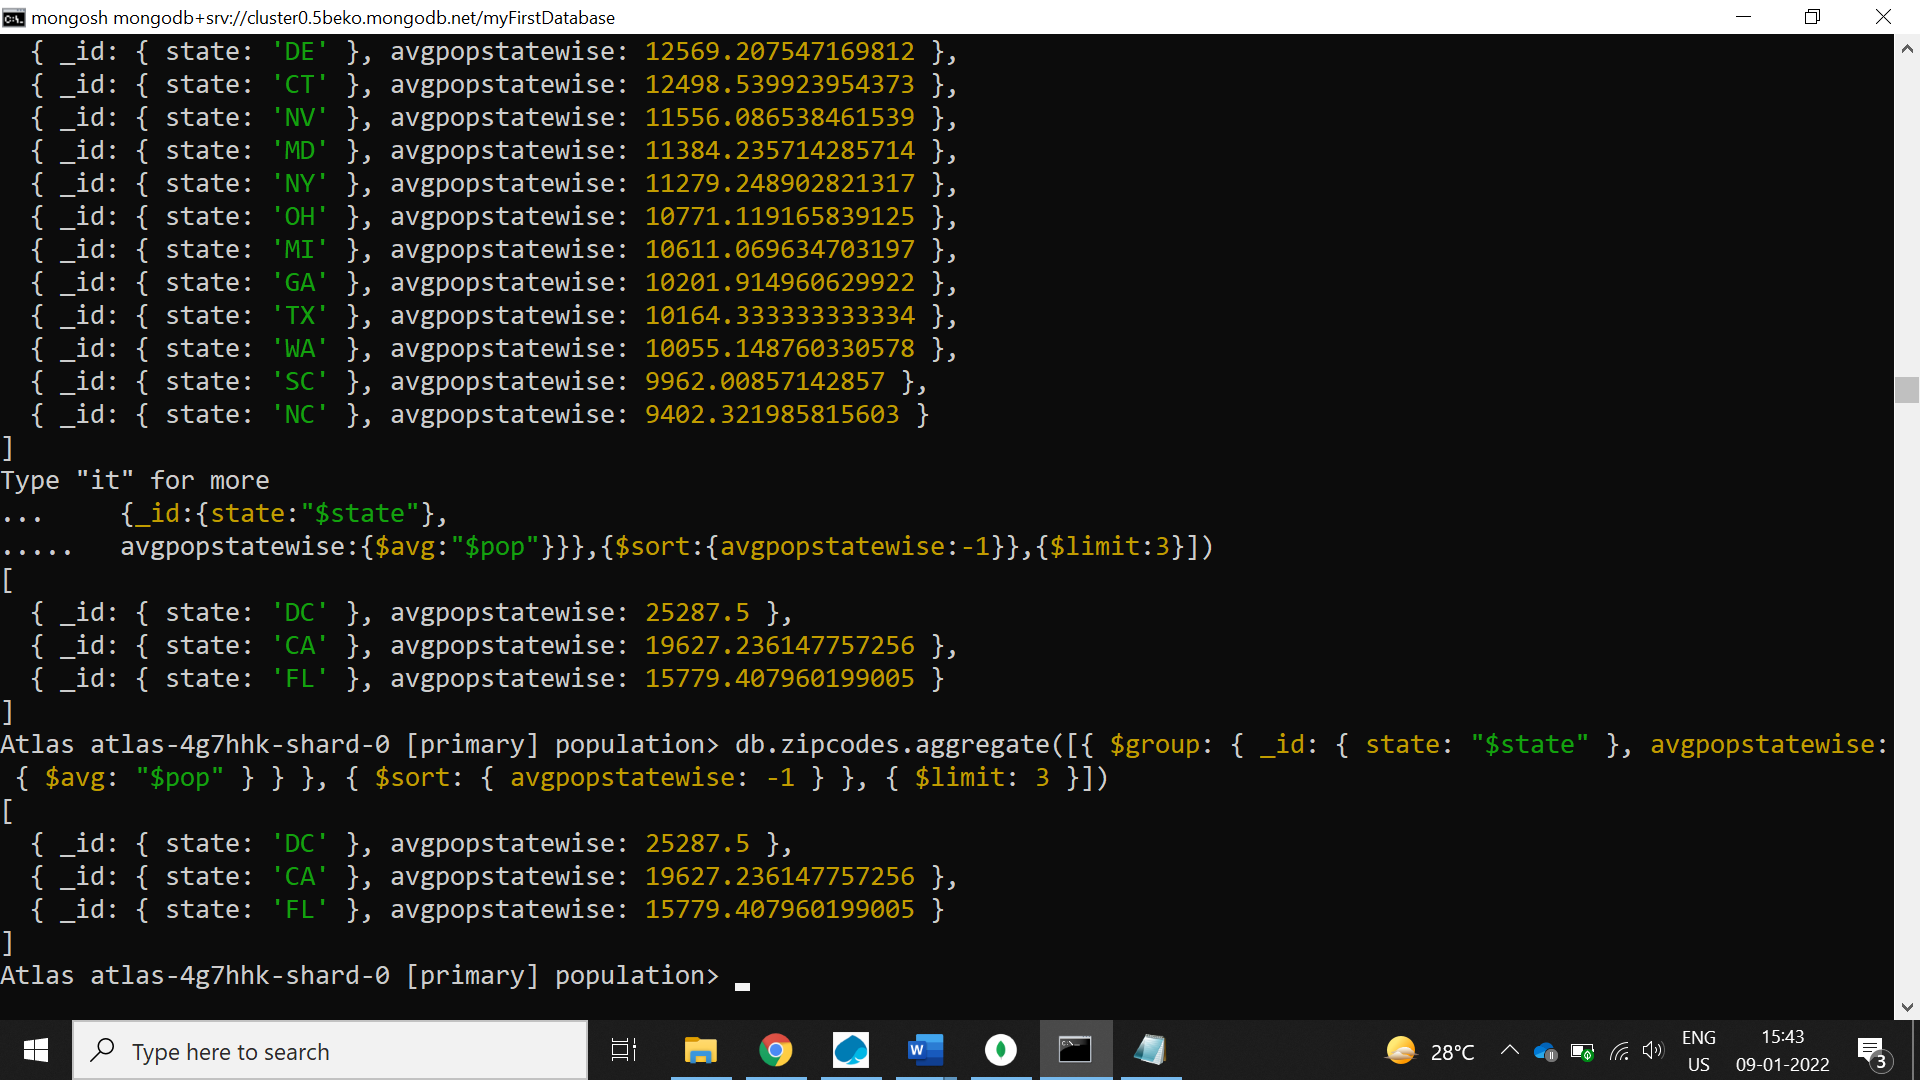 mongosh mongodb+srv://cluster0.5beko.mongodb.net/myFirstDatabase
{ _id: { state: 'DE' }, avgpopstatewise: 12569.207547169812 },
{ _id: { state: 'CT' }, avgpopstatewise: 12498.539923954373 },
{ _id: { state: 'NV' }, avgpopstatewise: 11556.086538461539 },
{ _id: { state: 'MD' }, avgpopstatewise: 11384.235714285714 },
{ _id: { state: 'NY' }, avgpopstatewise: 11279.248902821317 },
{ _id: { state: 'OH' }, avgpopstatewise: 10771.119165839125 },
{ _id: { state: 'MI' }, avgpopstatewise: 10611.069634703197 },
{ _id: { state: 'GA' }, avgpopstatewise: 10201.914960629922 },
{ _id: { state: 'TX' }, avgpopstatewise: 10164.333333333334 },
{ _id: { state: 'WA' }, avgpopstatewise: 10055.148760330578 },
{ _id: { state: 'SC' }, avgpopstatewise: 9962.00857142857 },
{ _id: { state: 'NC' }, avgpopstatewise: 9402.321985815603 }
]
Type "it" for more
... {_id:{state:"$state"},
..... avgpopstatewise:{$avg:"$pop"}}},{$sort:{avgpopstatewise:-1}},{$limit:3}])
[
{ _id: { state: 'DC' }, avgpopstatewise: 25287.5 },
{ _id: { state: 'CA' }, avgpopstatewise: 19627.236147757256 },
{ _id: { state: 'FL' }, avgpopstatewise: 15779.407960199005 }
]
Atlas atlas-4g7hhk-shard-0 [primary] population> db.zipcodes.aggregate([{ $group: { _id: { state: "$state" }, avgpopstatewise:
{ $avg: "$pop" } } }, { $sort: { avgpopstatewise: -1 } }, { $limit: 3 }])
[
{ _id: { state: 'DC' }, avgpopstatewise: 25287.5 },
{ _id: { state: 'CA' }, avgpopstatewise: 19627.236147757256 },
{ _id: { state: 'FL' }, avgpopstatewise: 15779.407960199005 }
]
Atlas atlas-4g7hhk-shard-0 [primary] population>
Type here to search
28°C
ENG
US
15:43
09-01-2022
3